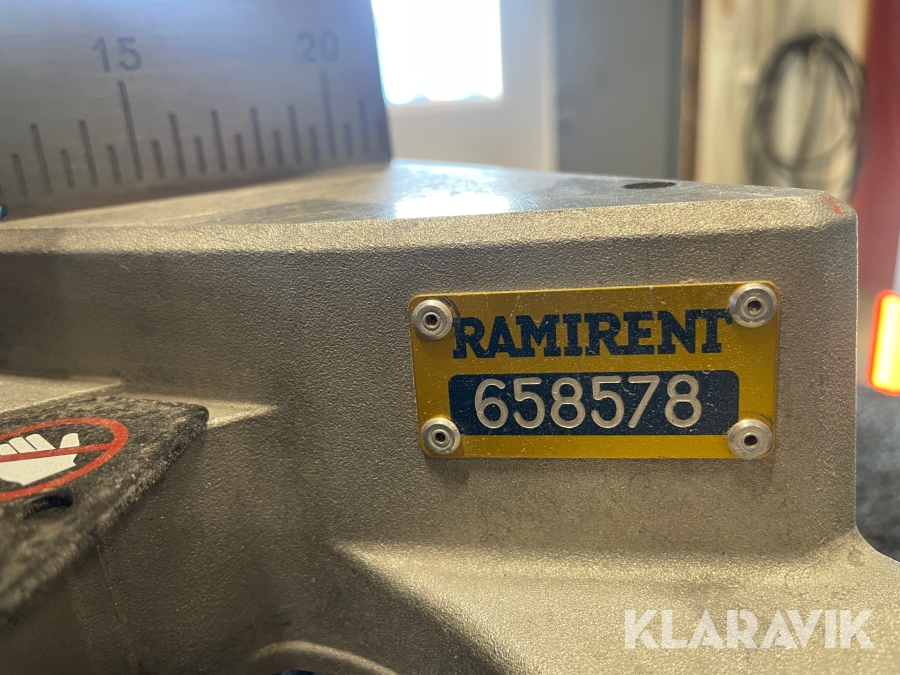 15 20
RAMIRENT
658578
KLARAVIK